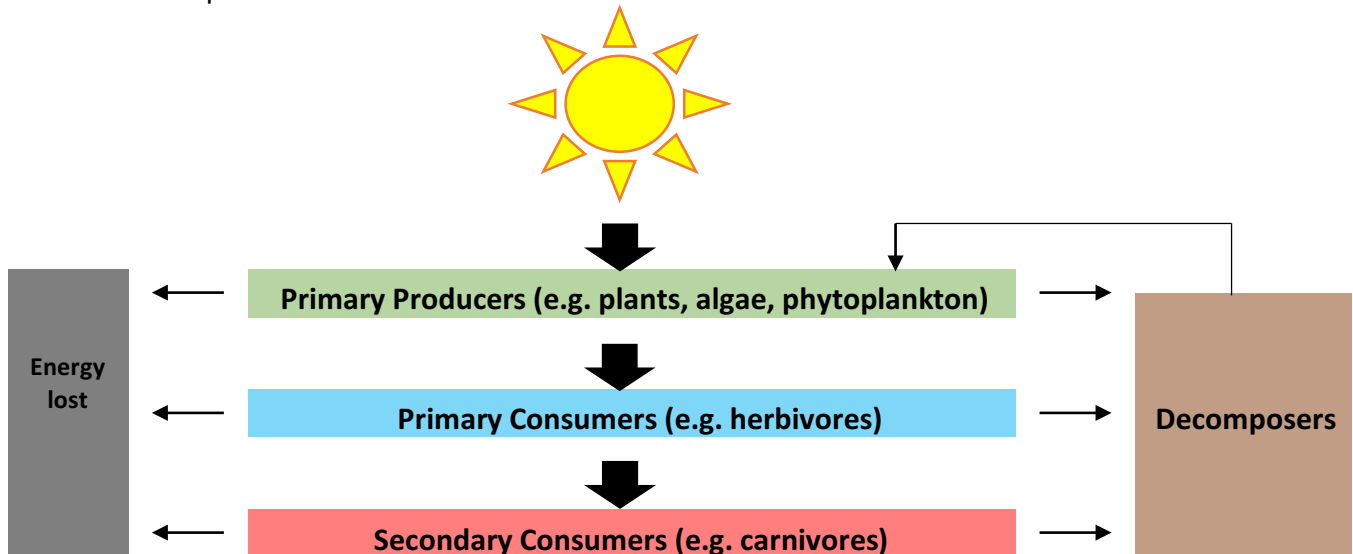 Primary Producers (e.g. plants, algae, phytoplankton)
Energy
lost
Primary Consumers (e.g. herbivores)
Decomposers
Secondary Consumers (e.g. carnivores)